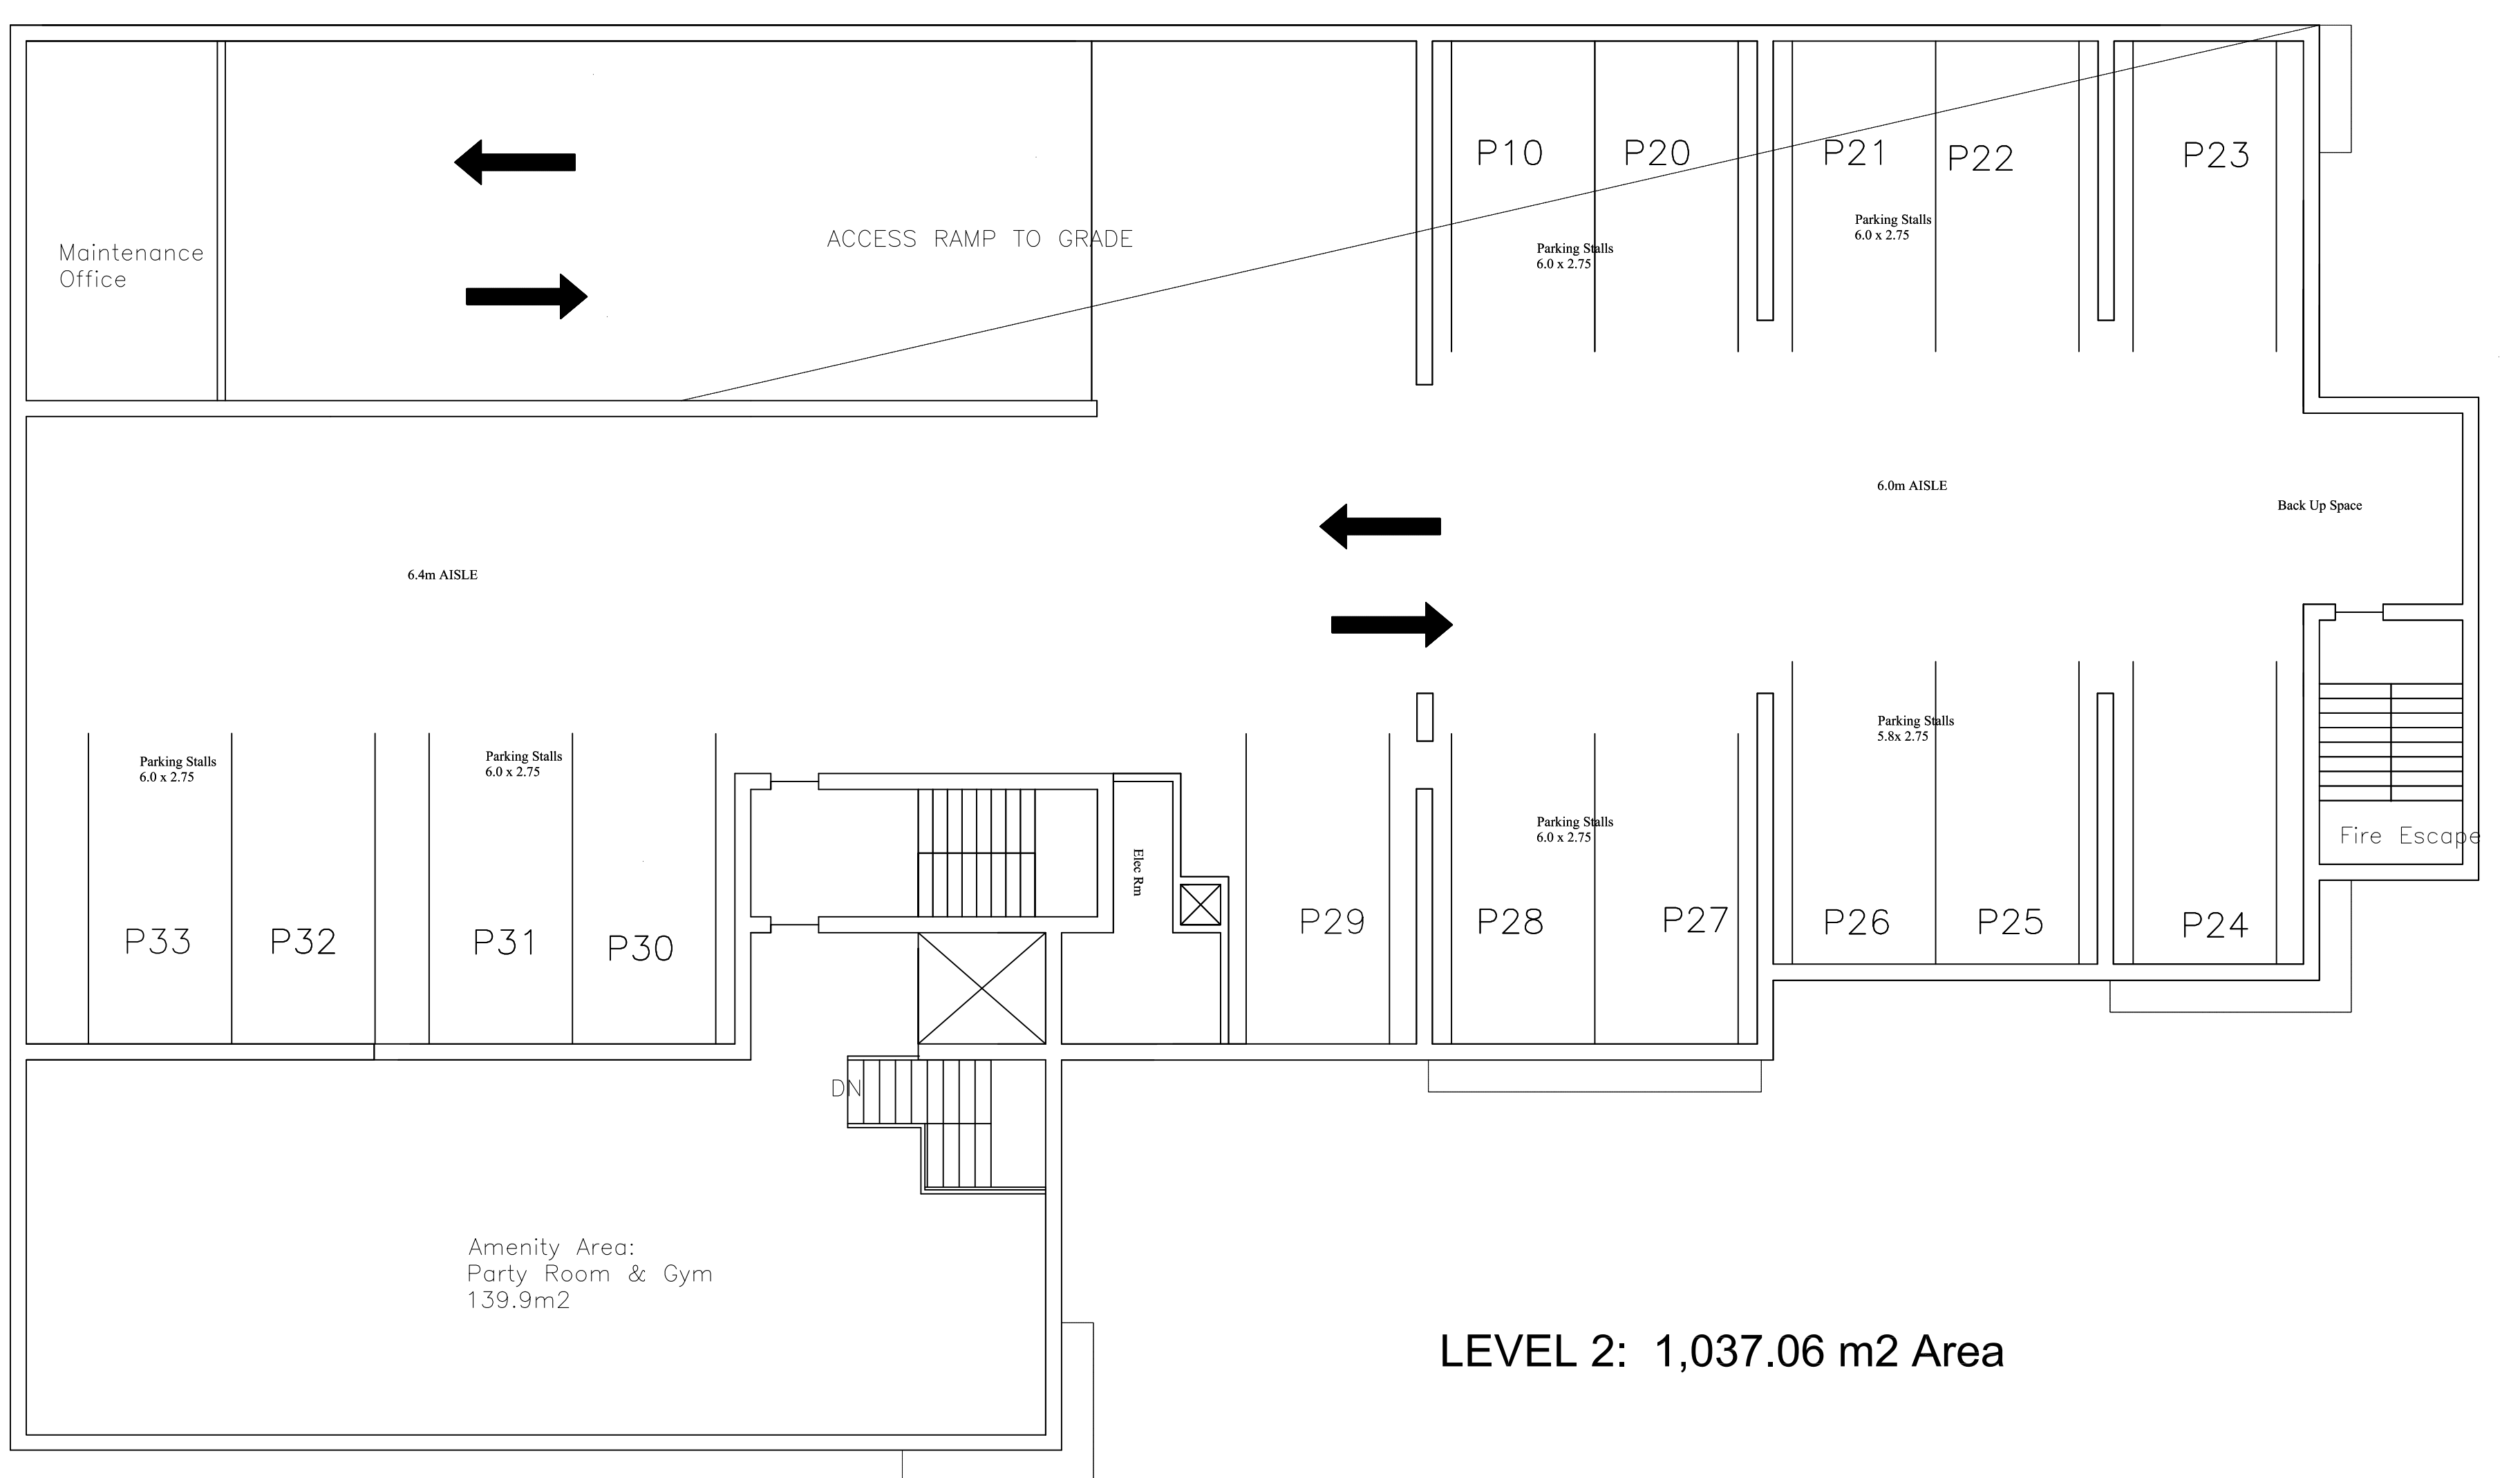 P10
P20
P21
P22
P23
Parking Stalls
6.0 x 2.75
Parking Stalls
6.0 x 2.75
Maintenance
Office
ACCESS RAMP TO GRADE
6.0m AISLE
Back Up Space
6.4m AISLE
Parking Stalls
6.0 x 2.75
Parking Stalls
6.0 x 2.75
Parking Stalls
5.8x 2.75
Parking Stalls
6.0 x 2.75
Fire Escape
Elec Rm
P33
P32
P31
P30
P29
P28
P27
P26
P25
P24
DN
Amenity Area:
Party Room & Gym
139.9m2
LEVEL 2: 1,037.06 m2 Area